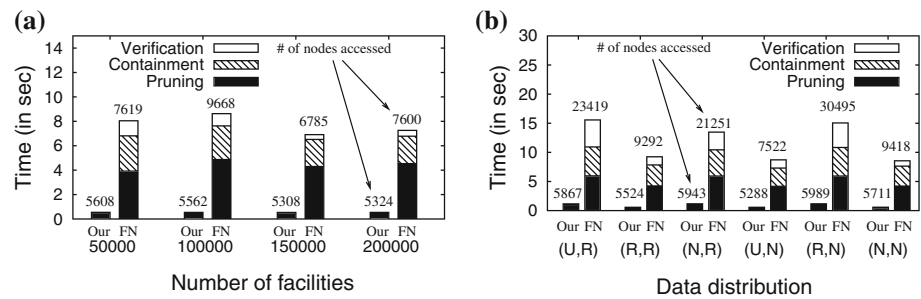 (a)
14
12
10
8
6
4
2
0
Time (in sec)
Verification
Containment
Pruning
# of nodes accessed
7619
9668
6785
7600
5608
5562
5308
5324
Our FN Our FN Our FN Our FN
50000 100000 150000 200000
Number of facilities
(b)
30
25
20
15
10
5
0
Time (in sec)
# of nodes accessed
Verification
Containment
Pruning
23419
9292
21251
7522
30495
9418
5867
5524
5943
5288
5989
5711
Our FN Our FN Our FN Our FN Our FN Our FN
(U,R) (R,R) (N,R) (U,N) (R,N) (N,N)
Data distribution